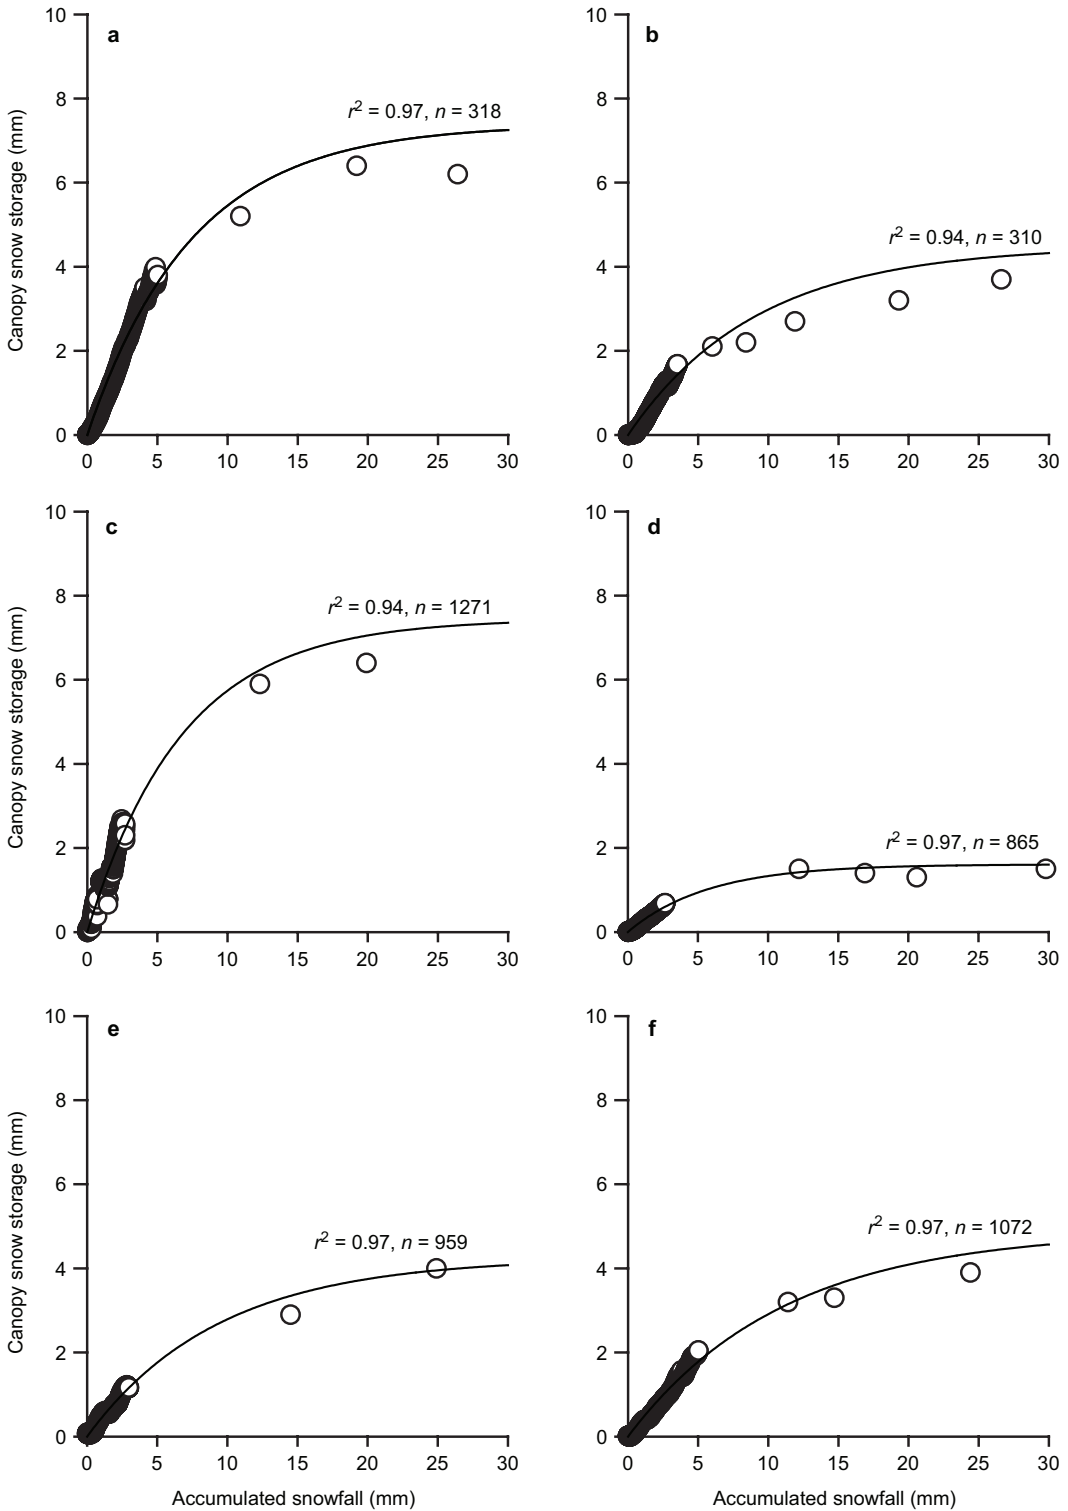 a
r² = 0.97, n = 318
10
8
6
4
2
0
0 5 10 15 20 25 30
Canopy snow storage (mm)
b
r² = 0.94, n = 310
10
8
6
4
2
0
0 5 10 15 20 25 30
c
r² = 0.94, n = 1271
10
8
6
4
2
0
0 5 10 15 20 25 30
Canopy snow storage (mm)
d
r² = 0.97, n = 865
10
8
6
4
2
0
0 5 10 15 20 25 30
e
r² = 0.97, n = 959
10
8
6
4
2
0
0 5 10 15 20 25 30
Canopy snow storage (mm)
Accumulated snowfall (mm)
f
r² = 0.97, n = 1072
10
8
6
4
2
0
0 5 10 15 20 25 30
Accumulated snowfall (mm)